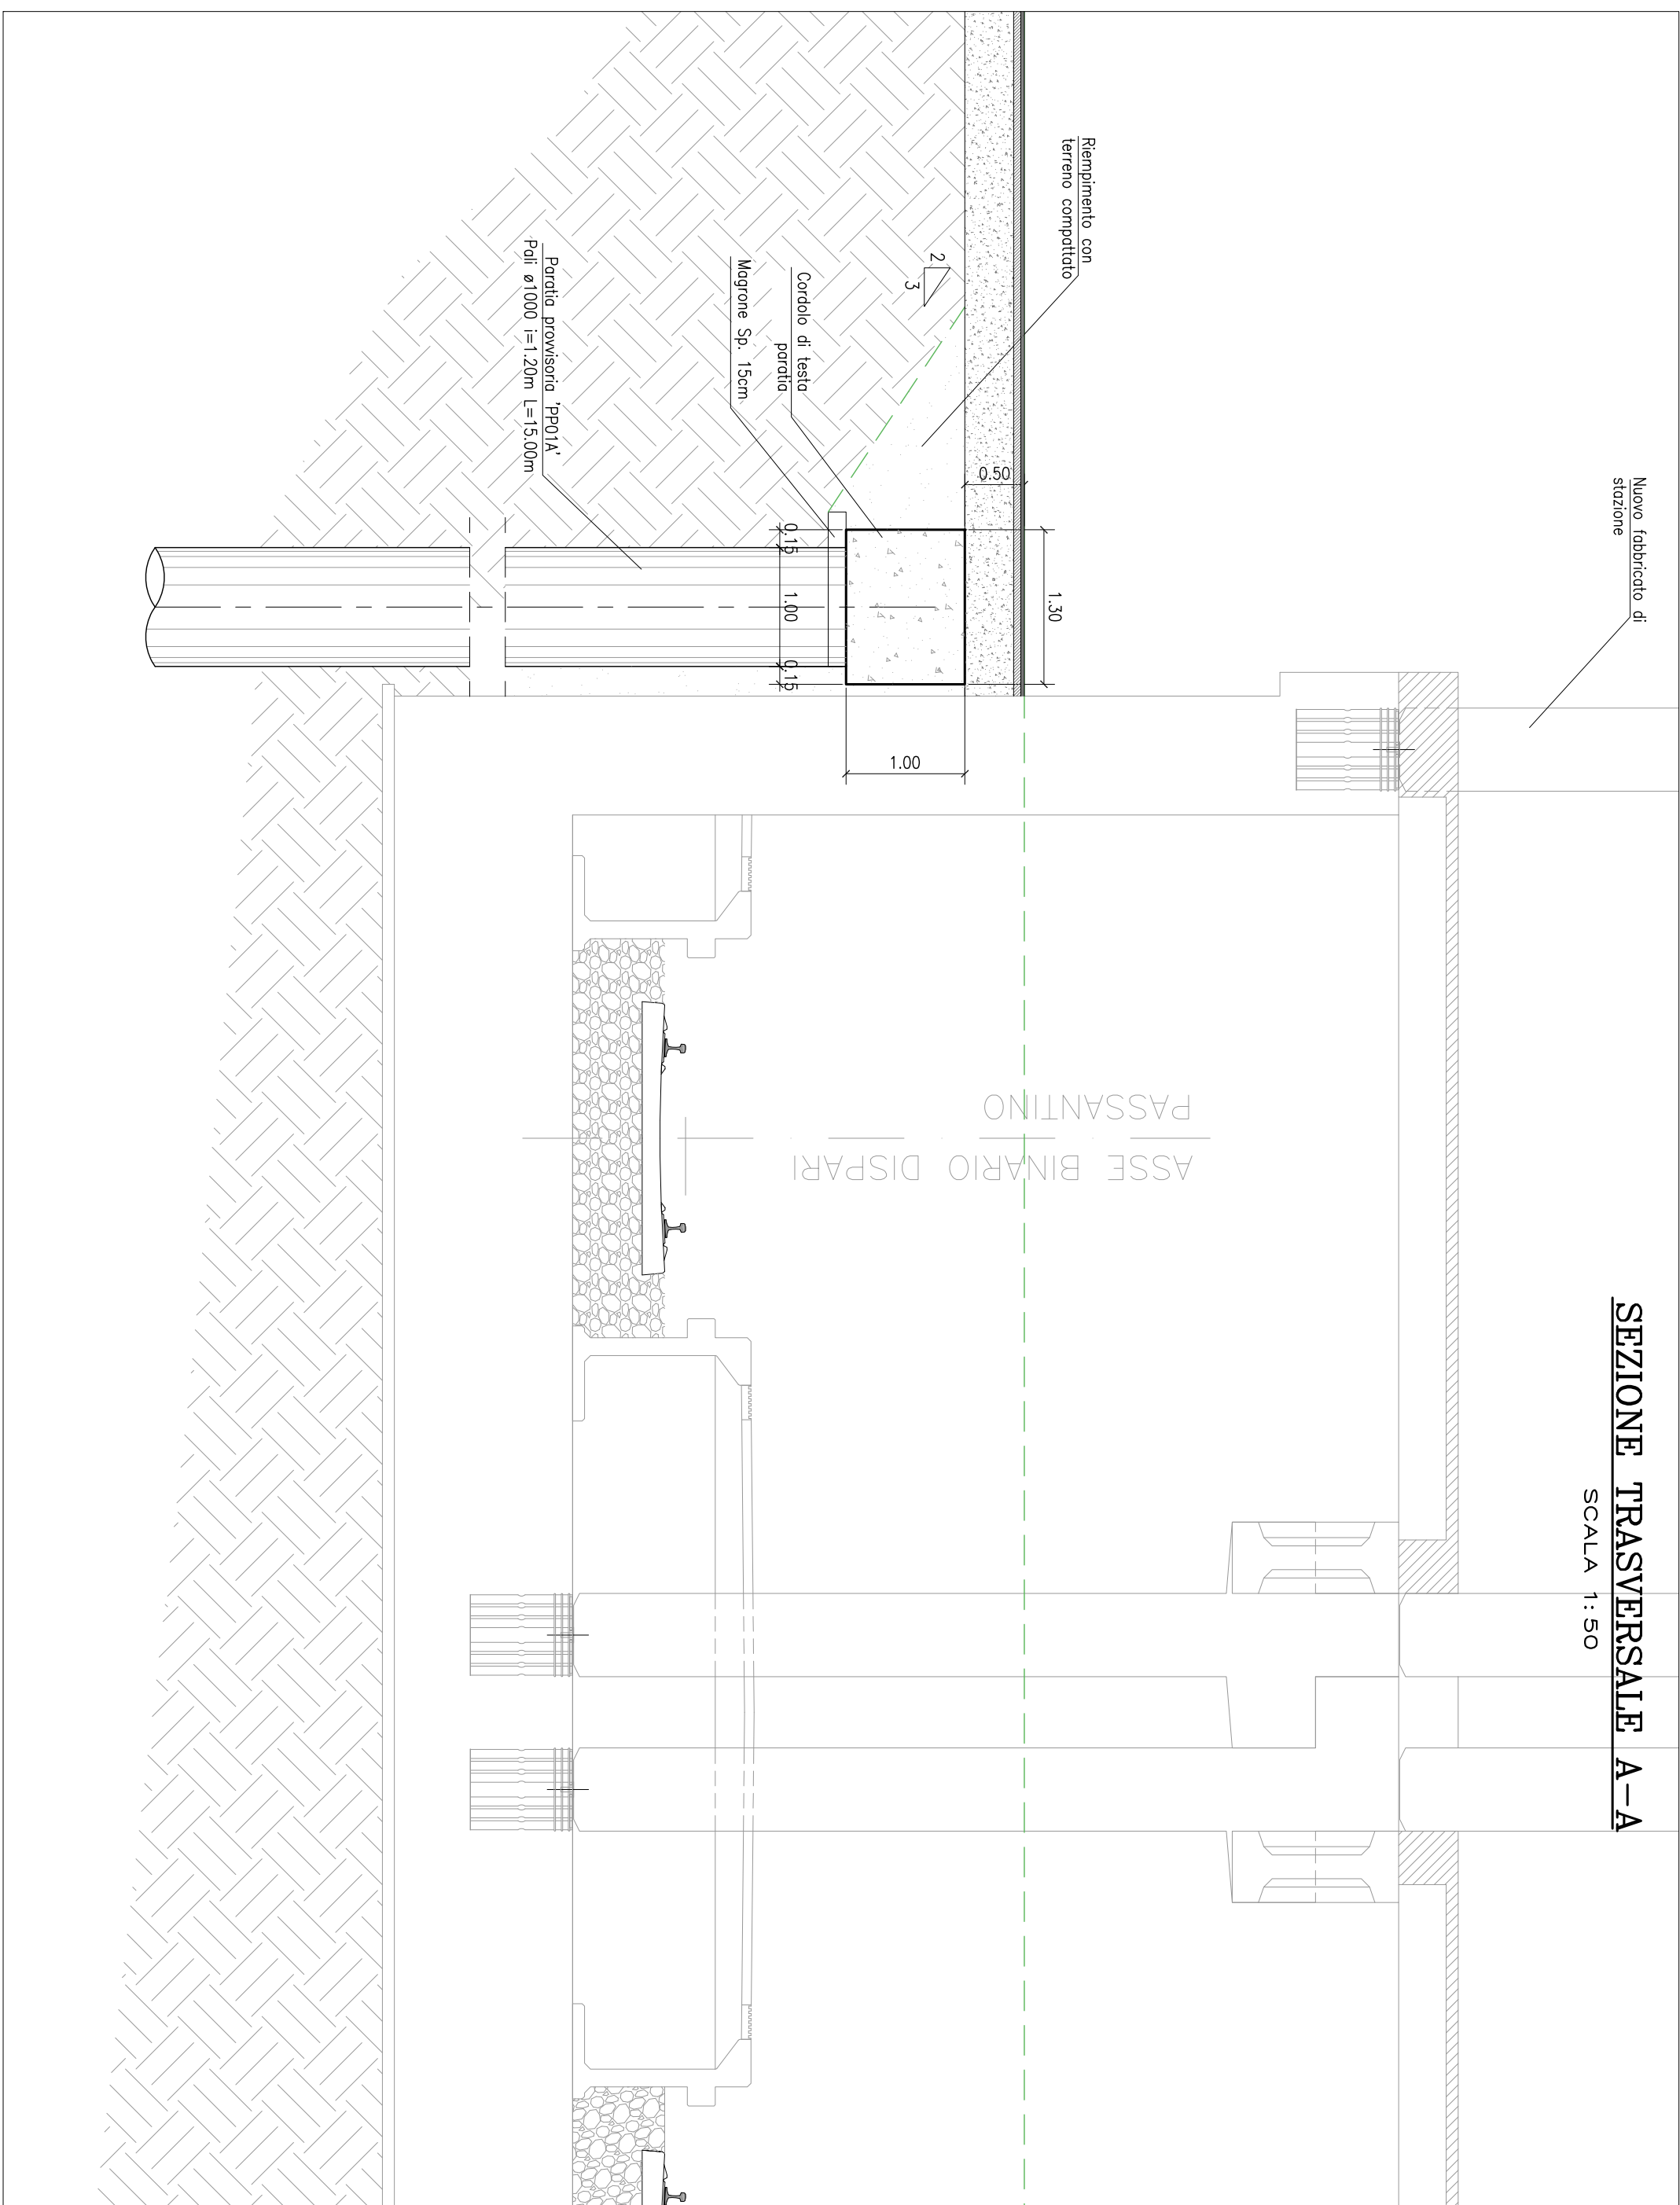 SEZIONE TRASVERSALE A-A
SCALA 1:50
Nuovo fabbricato di
stazione
Riempimento con
terreno compattato
2
3
0.50
1.30
Cordolo di testa
paratia
Magrone Sp. 15cm
0.15
1.00
0.15
1.00
Paratia provvisoria 'PP01A'
Pali ø1000 i=1.20m L=15.00m
ASSE BINARIO DISPARI
PASSANTINO